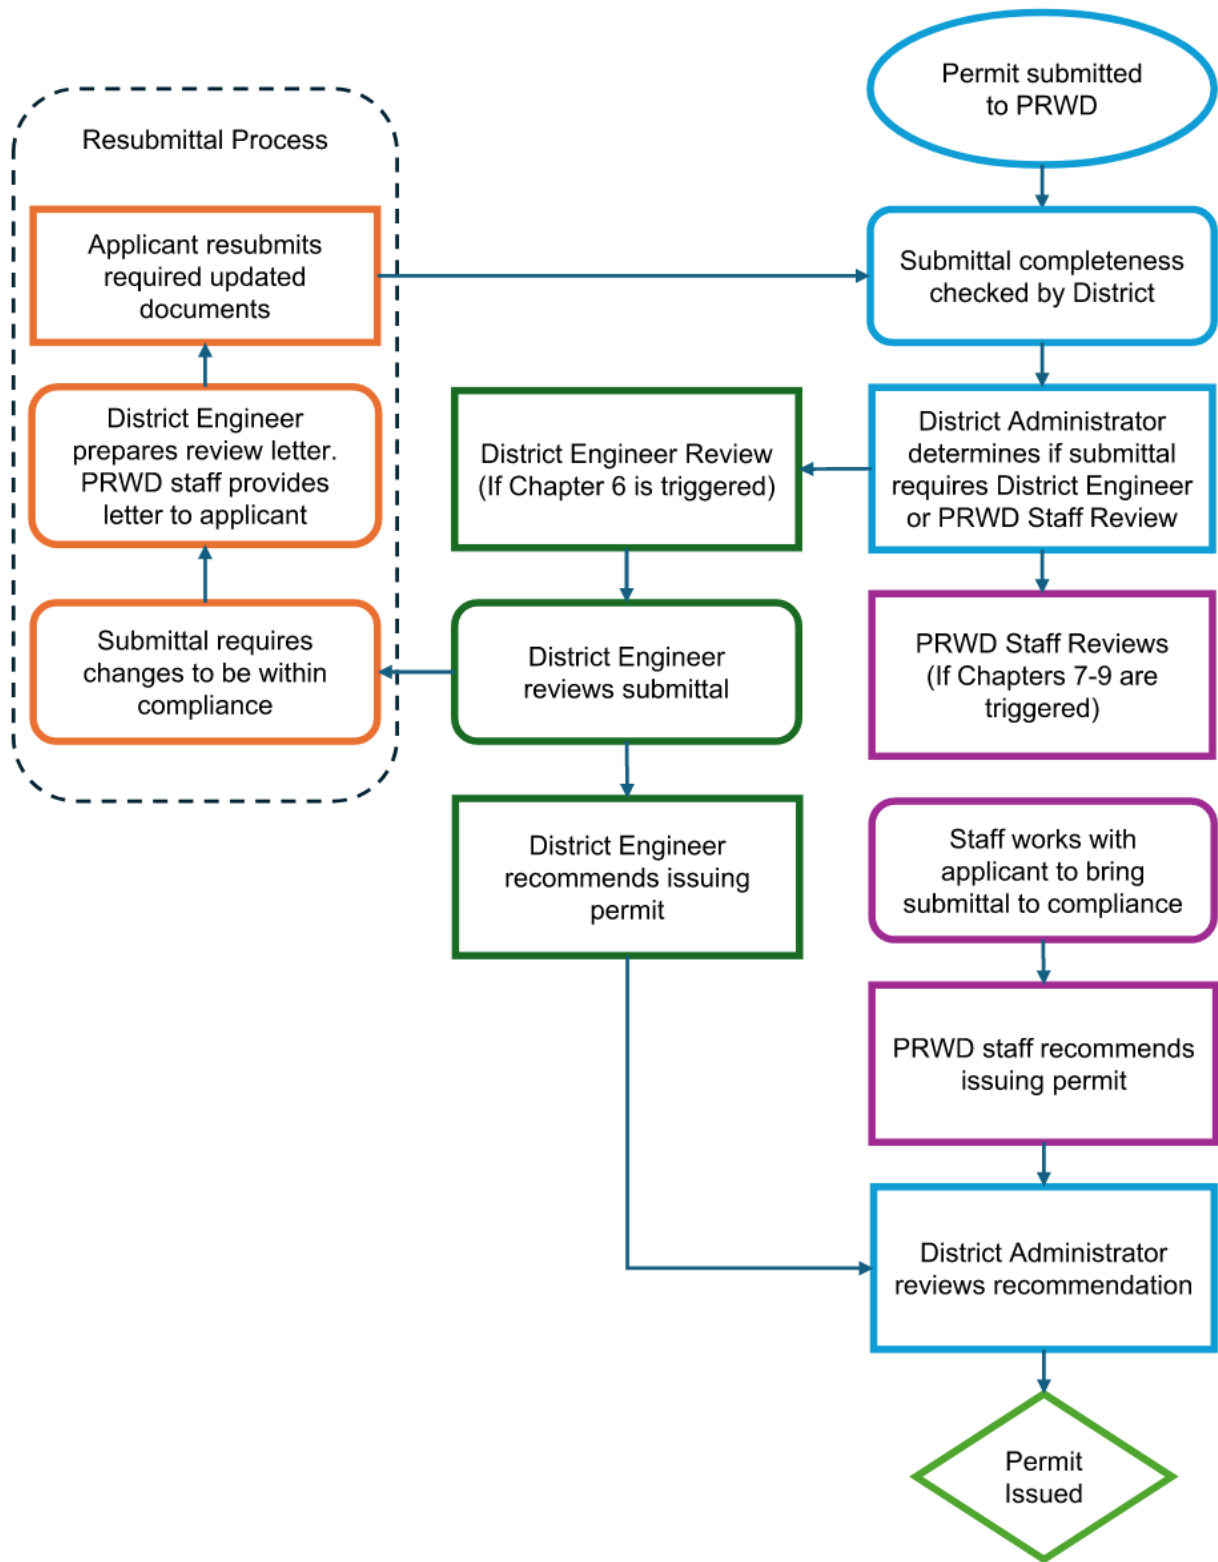 Permit submitted
to PRWD
Resubmittal Process
Applicant resubmits
required updated
documents
Submittal completeness
checked by District
District Engineer
prepares review letter.
PRWD staff provides
letter to applicant
District Engineer Review
(If Chapter 6 is triggered)
District Administrator
determines if submittal
requires District Engineer
or PRWD Staff Review
Submittal requires
changes to be within
compliance
District Engineer
reviews submittal
PRWD Staff Reviews
(If Chapters 7-9 are
triggered)
District Engineer
recommends issuing
permit
Staff works with
applicant to bring
submittal to compliance
PRWD staff recommends
issuing permit
District Administrator
reviews recommendation
Permit
Issued